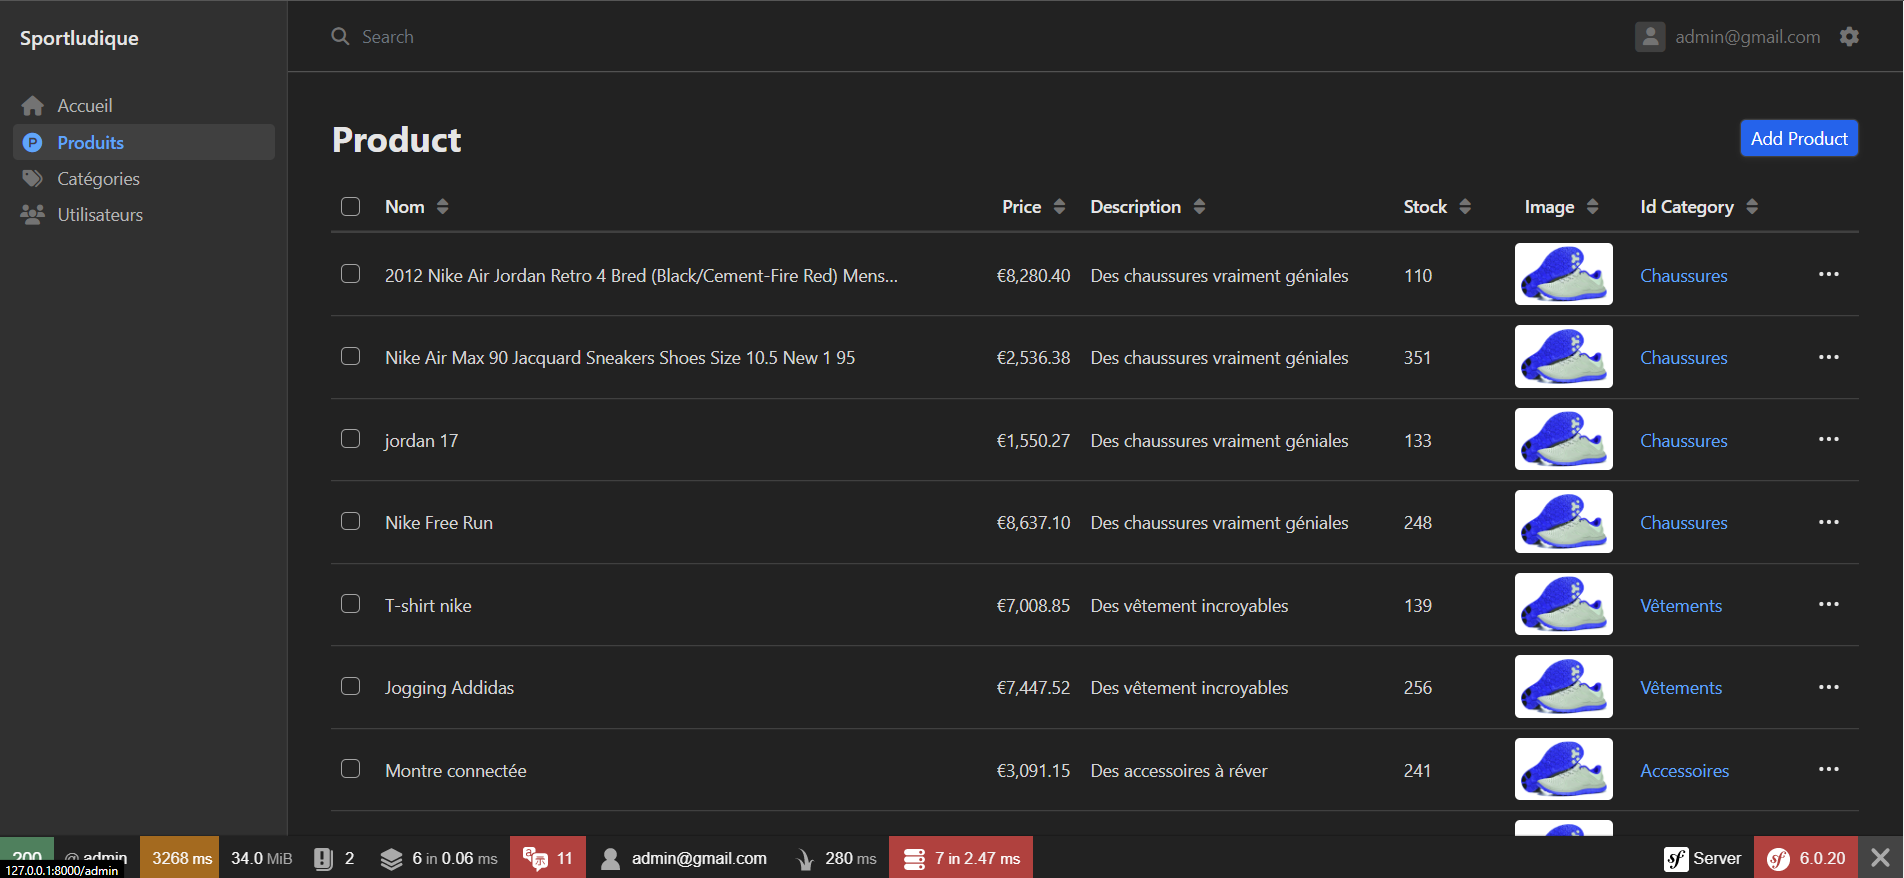 Sportludique
Search
admin@gmail.com
Accueil
Produits
Catégories
Utilisateurs
Product
Add Product
Nom Price Description Stock Image Id Category
2012 Nike Air Jordan Retro 4 Bred (Black/Cement-Fire Red) Mens... €8,280.40 Des chaussures vraiment géniales 110 Chaussures
Nike Air Max 90 Jacquard Sneakers Shoes Size 10.5 New 1 95 €2,536.38 Des chaussures vraiment géniales 351 Chaussures
jordan 17 €1,550.27 Des chaussures vraiment géniales 133 Chaussures
Nike Free Run €8,637.10 Des chaussures vraiment géniales 248 Chaussures
T-shirt nike €7,008.85 Des vêtement incroyables 139 Vêtements
Jogging Addidas €7,447.52 Des vêtement incroyables 256 Vêtements
Montre connectée €3,091.15 Des accessoires à réver 241 Accessoires
200 @ admin 3268 ms 34.0 MiB 2 6 in 0.06 ms 11 admin@gmail.com 280 ms 7 in 2.47 ms Server 6.0.20
127.0.0.1:8000/admin